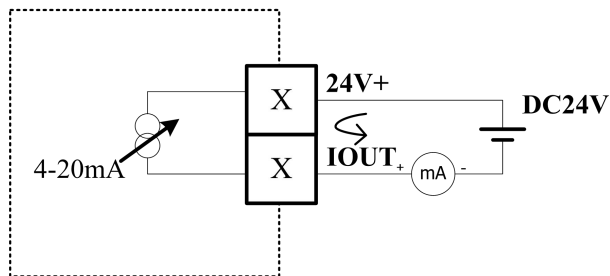 24V+
X
DC24V
4-20mA
X
IOUT
+
mA
-